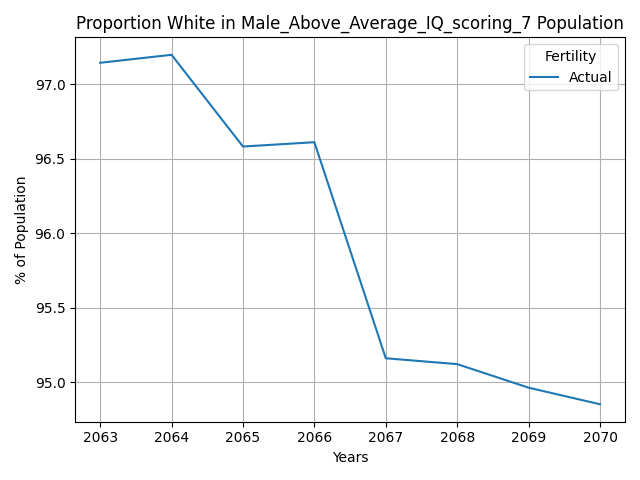 Proportion White in Male_Above_Average_IQ_scoring_7 Population
Fertility
Actual
97.0
96.5
96.0
95.5
95.0
% of Population
2063 2064 2065 2066 2067 2068 2069 2070
Years